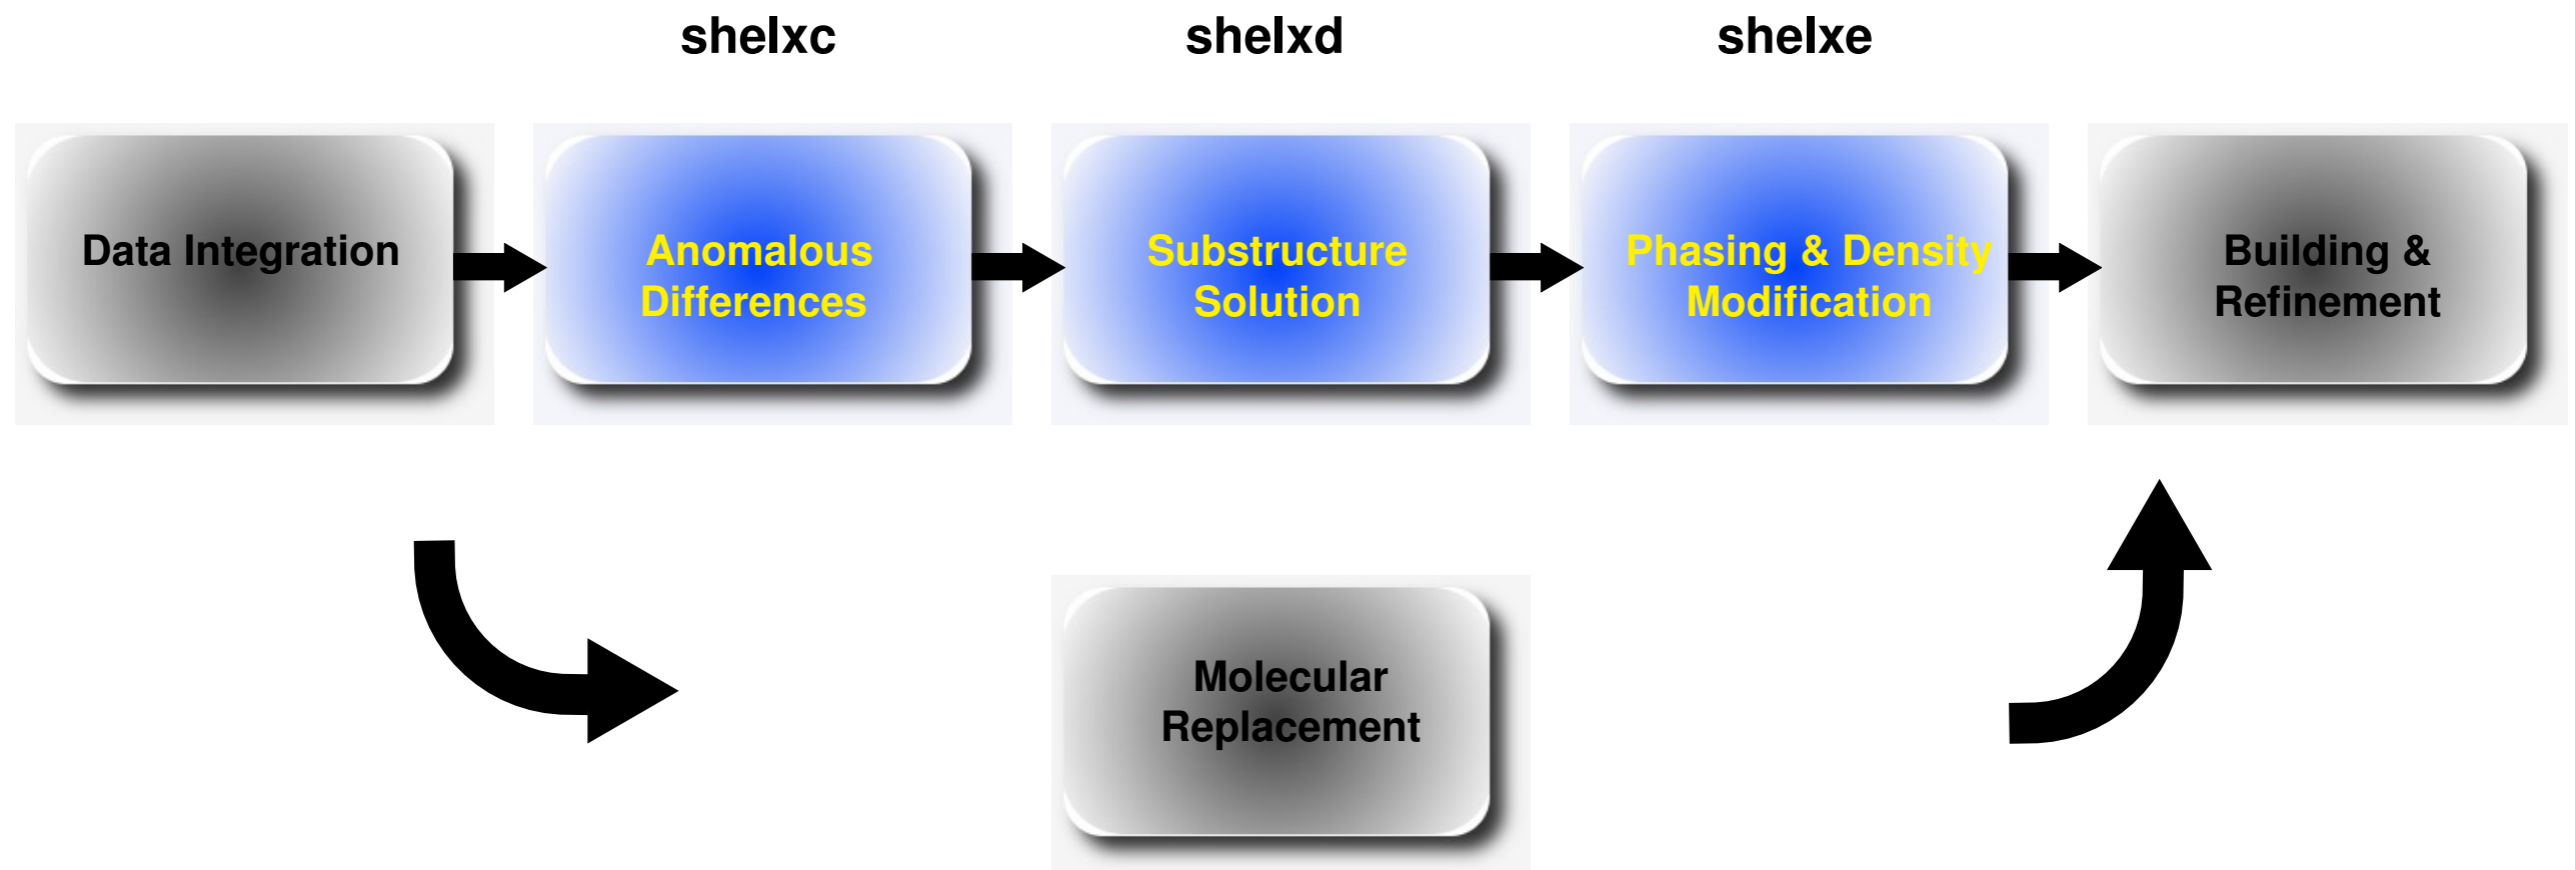 shelxc
shelxd
shelxe
Data Integration
Anomalous
Differences
Substructure
Solution
Phasing & Density
Modification
Building &
Refinement
Molecular
Replacement